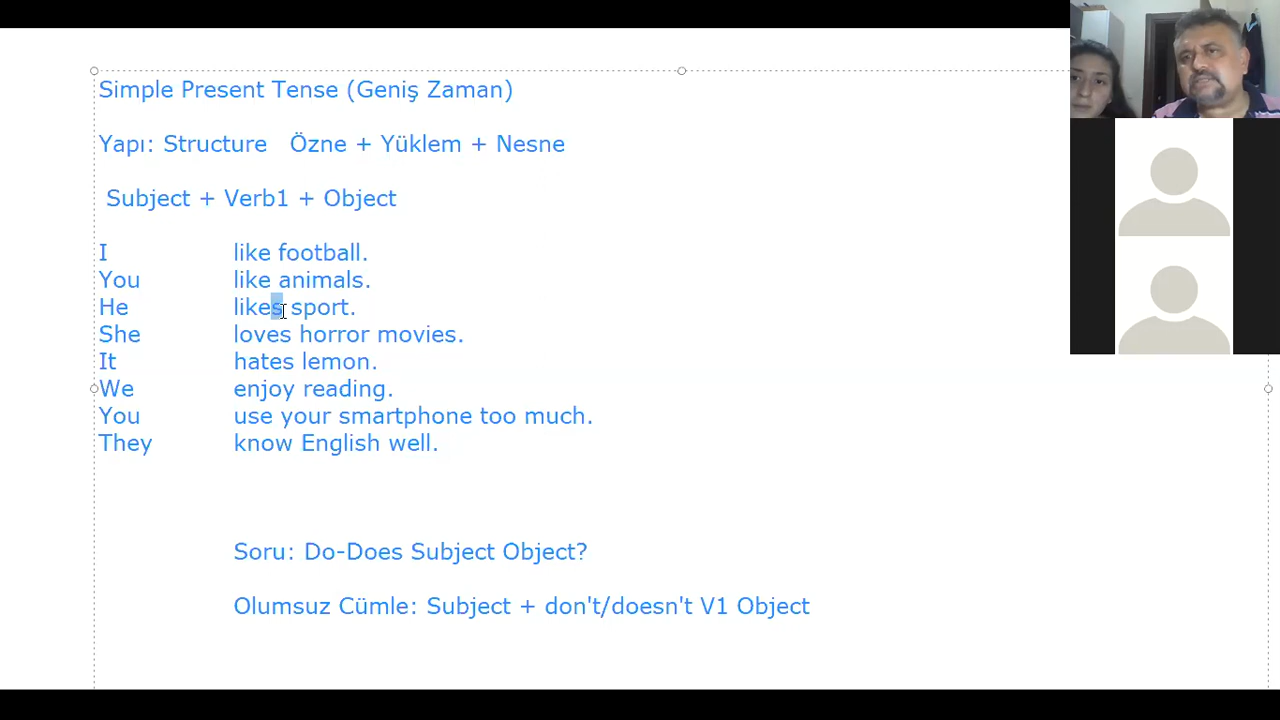 Simple Present Tense (Geniş Zaman)
Yapı: Structure Özne + Yüklem + Nesne
Subject + Verb1 + Object
I like football.
You like animals.
He likes sport.
She loves horror movies.
It hates lemon.
We enjoy reading.
You use your smartphone too much.
They know English well.
Soru: Do-Does Subject Object?
Olumsuz Cümle: Subject + don't/doesn't V1 Object